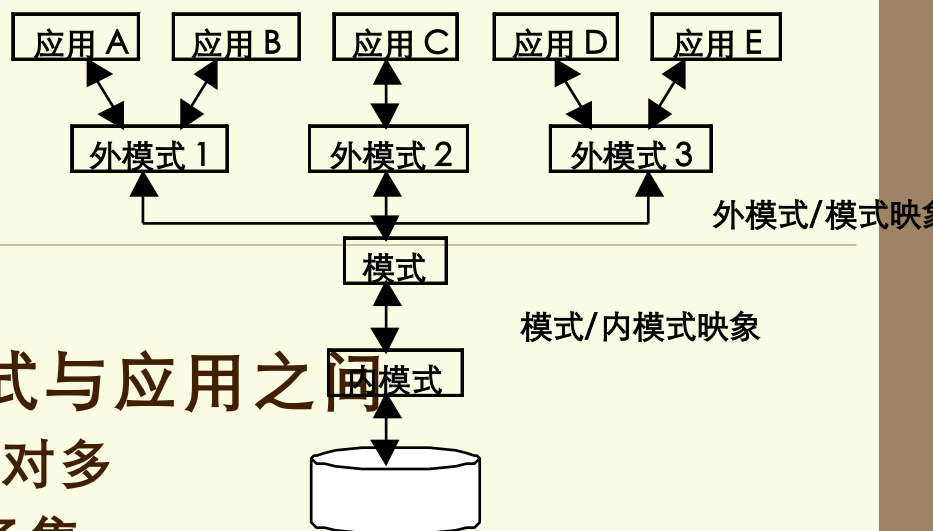 应用 A 应用 B 应用 C 应用 D 应用 E
外模式 1 外模式 2 外模式 3
外模式/模式映象
模式
模式/内模式映象
内模式
式与应用之间
对多